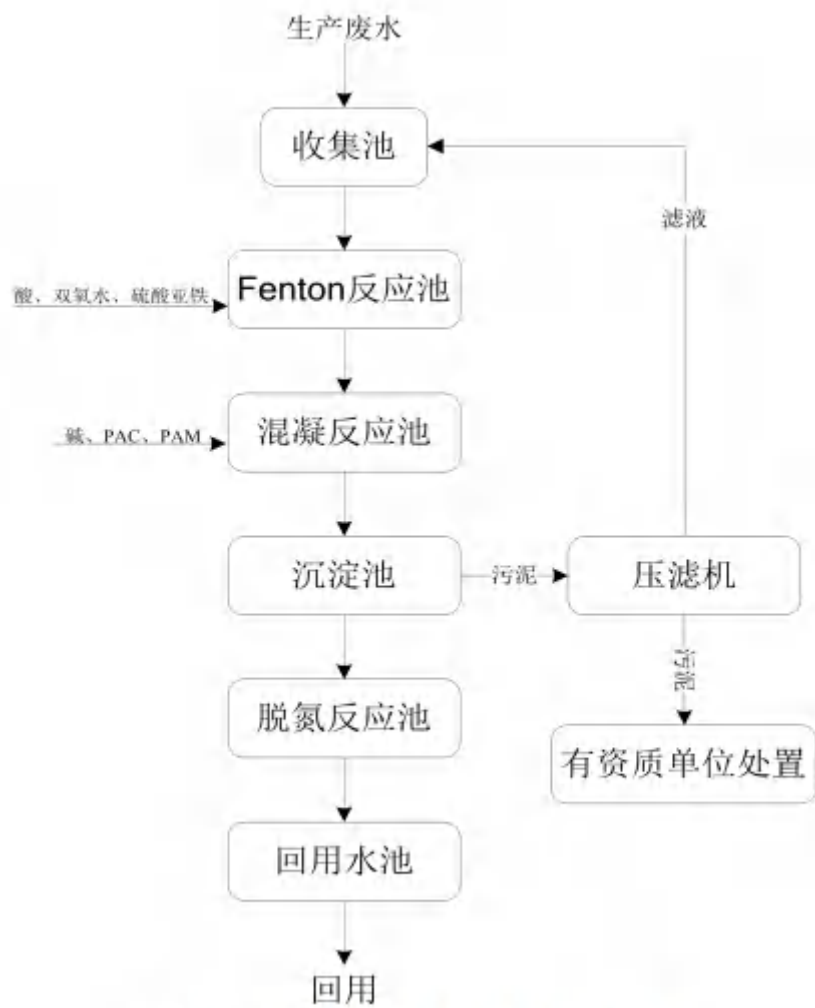 生产废水
收集池
滤液
Fenton反应池
酸、双氧水、硫酸亚铁
混凝反应池
碱、PAC、PAM
沉淀池
污泥
压滤机
污泥
脱氮反应池
有资质单位处置
回用水池
回用